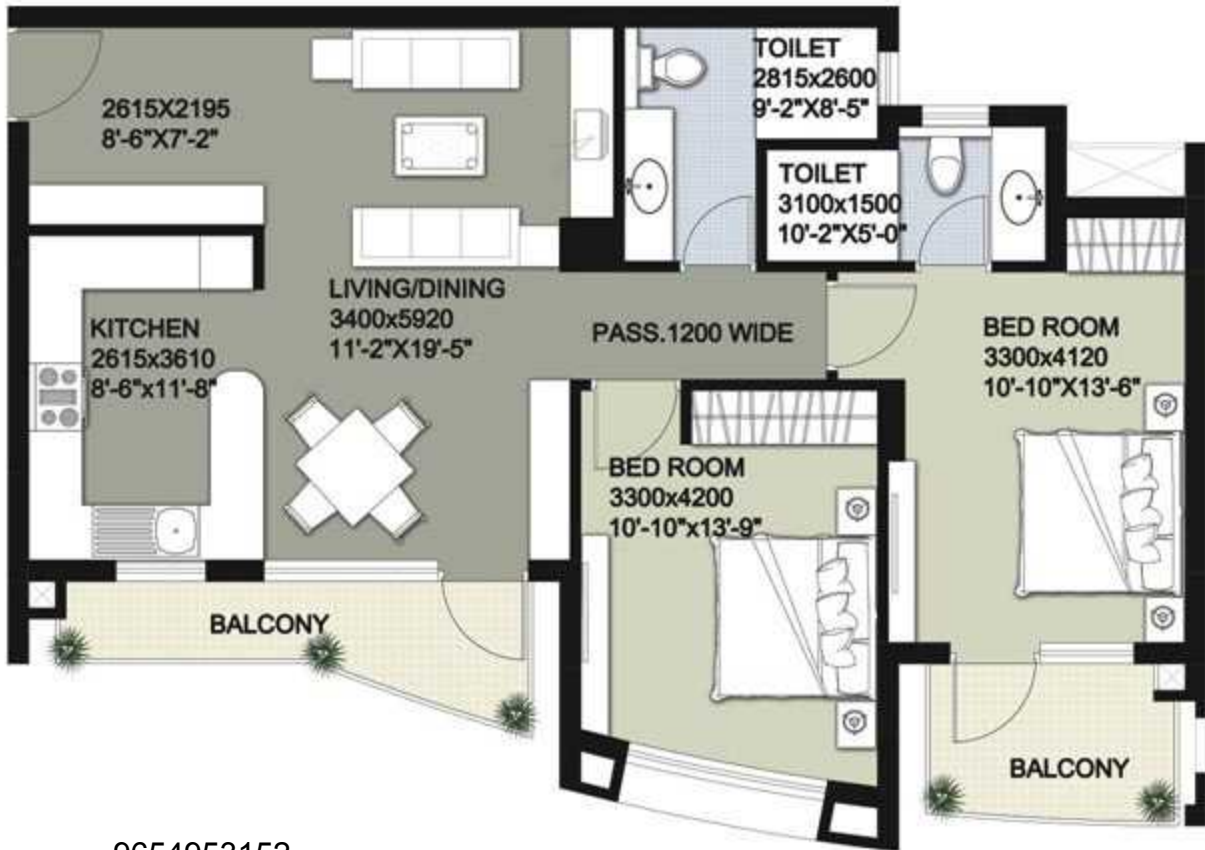 2615X2195
8'-6"X7'-2"
TOILET
2815x2600
9'-2"X8'-5"
TOILET
3100x1500
10'-2"X5'-0"
LIVING/DINING
3400x5920
11'-2"X19'-5"
KITCHEN
2615x3610
8'-6"x11'-8"
PASS.1200 WIDE
BED ROOM
3300x4120
10'-10"X13'-6"
BED ROOM
3300x4200
10'-10"x13'-9"
BALCONY
BALCONY
9654953152